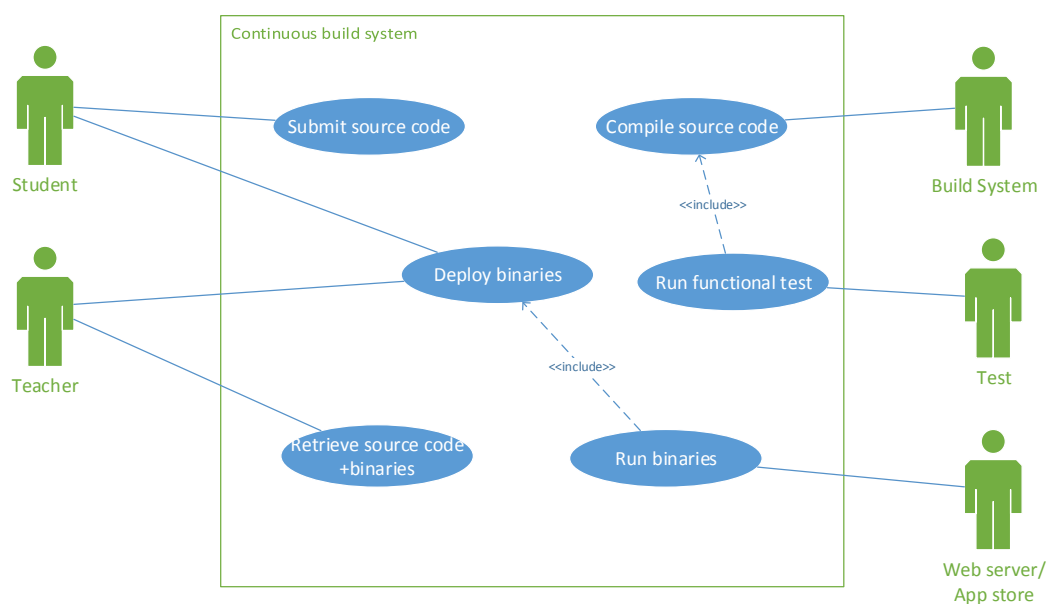 Continuous build system
Student
Submit source code
Compile source code
Build System
<<include>>
Deploy binaries
Run functional test
Teacher
<<include>>
Test
Retrieve source code
+binaries
Run binaries
Web server/
App store